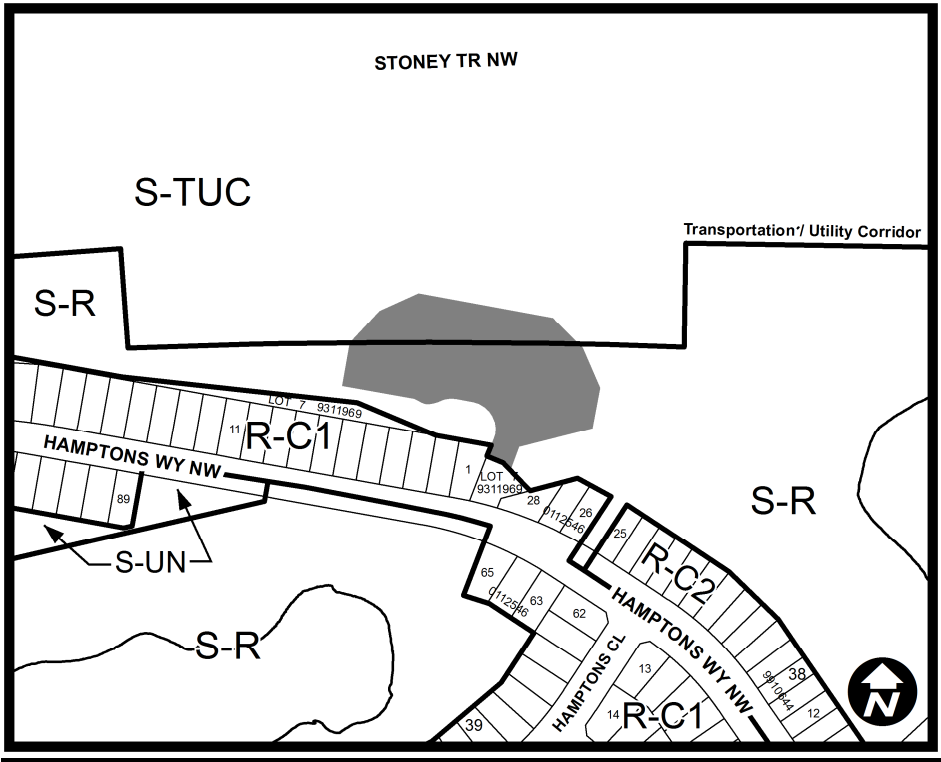 STONEY TR NW
S-TUC
Transportation / Utility Corridor
S-R
LOT 7 9311969
11
R-C1
HAMPTONS WY NW
1
LOT 7
9311969
89
28
0112546
26
25
S-R
R-C2
S-UN
65
0112546
63
62
HAMPTONS WY NW
S-R
HAMPTONS CL
13
14
R-C1
38
9910644
12
39
N